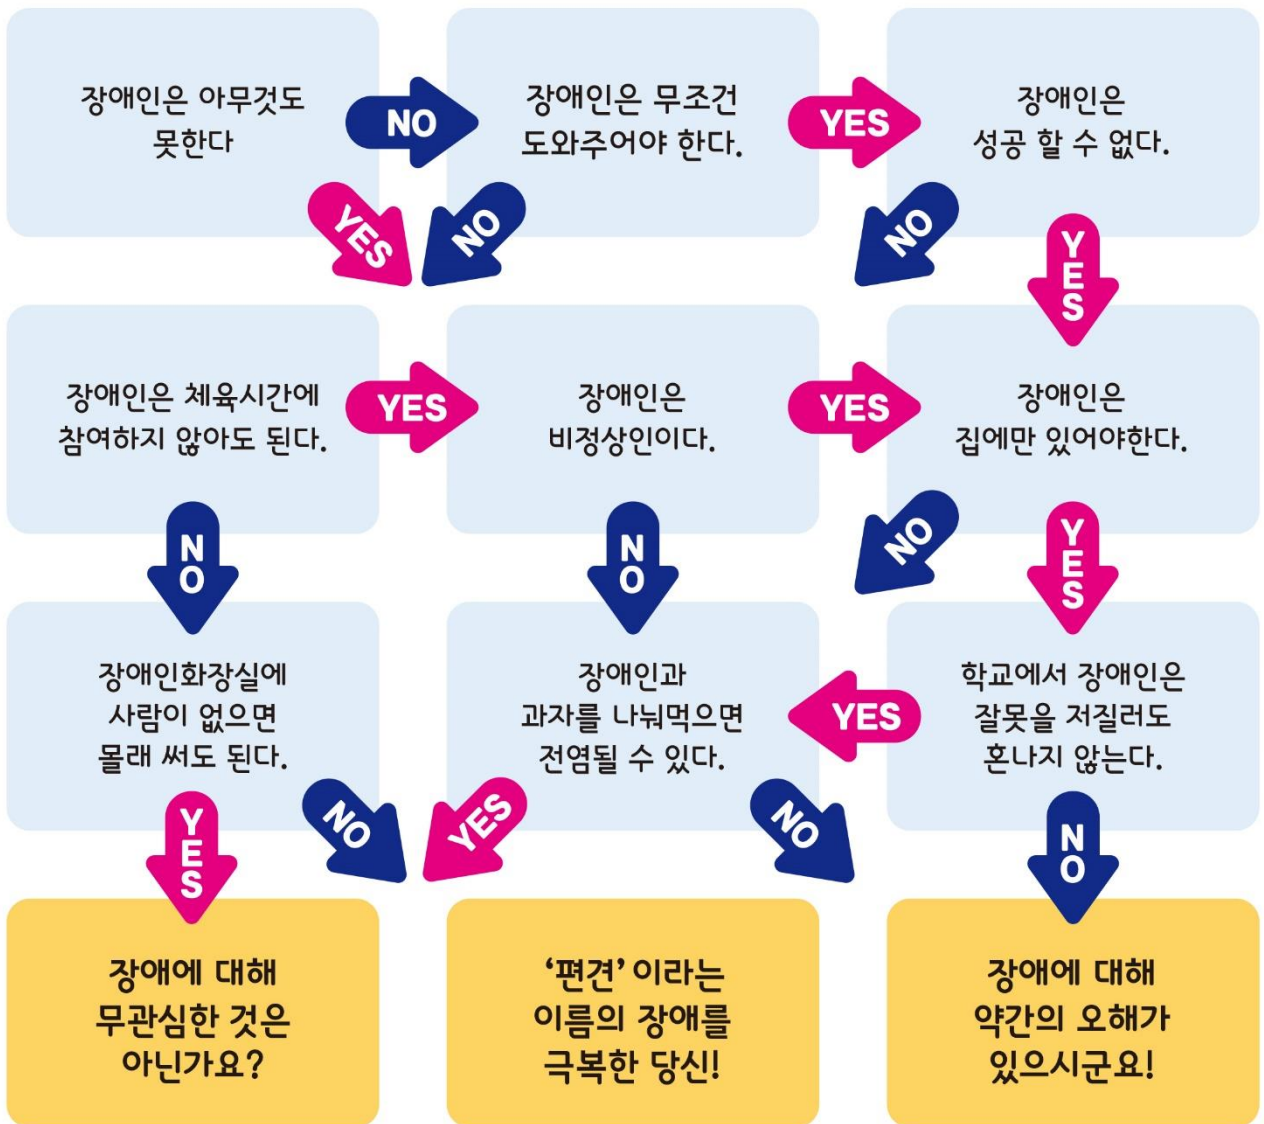 장애인은 아무것도
못한다
NO
장애인은 무조건
도와주어야 한다.
YES
장애인은
성공 할 수 없다.
YES
NO
NO
YES
장애인은 체육시간에
참여하지 않아도 된다.
YES
장애인은
비정상인이다.
YES
장애인은
집에만 있어야한다.
NO
NO
NO
YES
장애인화장실에
사람이 없으면
몰래 써도 된다.
장애인과
과자를 나눠먹으면
전염될 수 있다.
YES
학교에서 장애인은
잘못을 저질러도
혼나지 않는다.
YES
NO
YES
NO
NO
장애에 대해
무관심한 것은
아닌가요?
‘편견’ 이라는
이름의 장애를
극복한 당신!
장애에 대해
약간의 오해가
있으시군요!